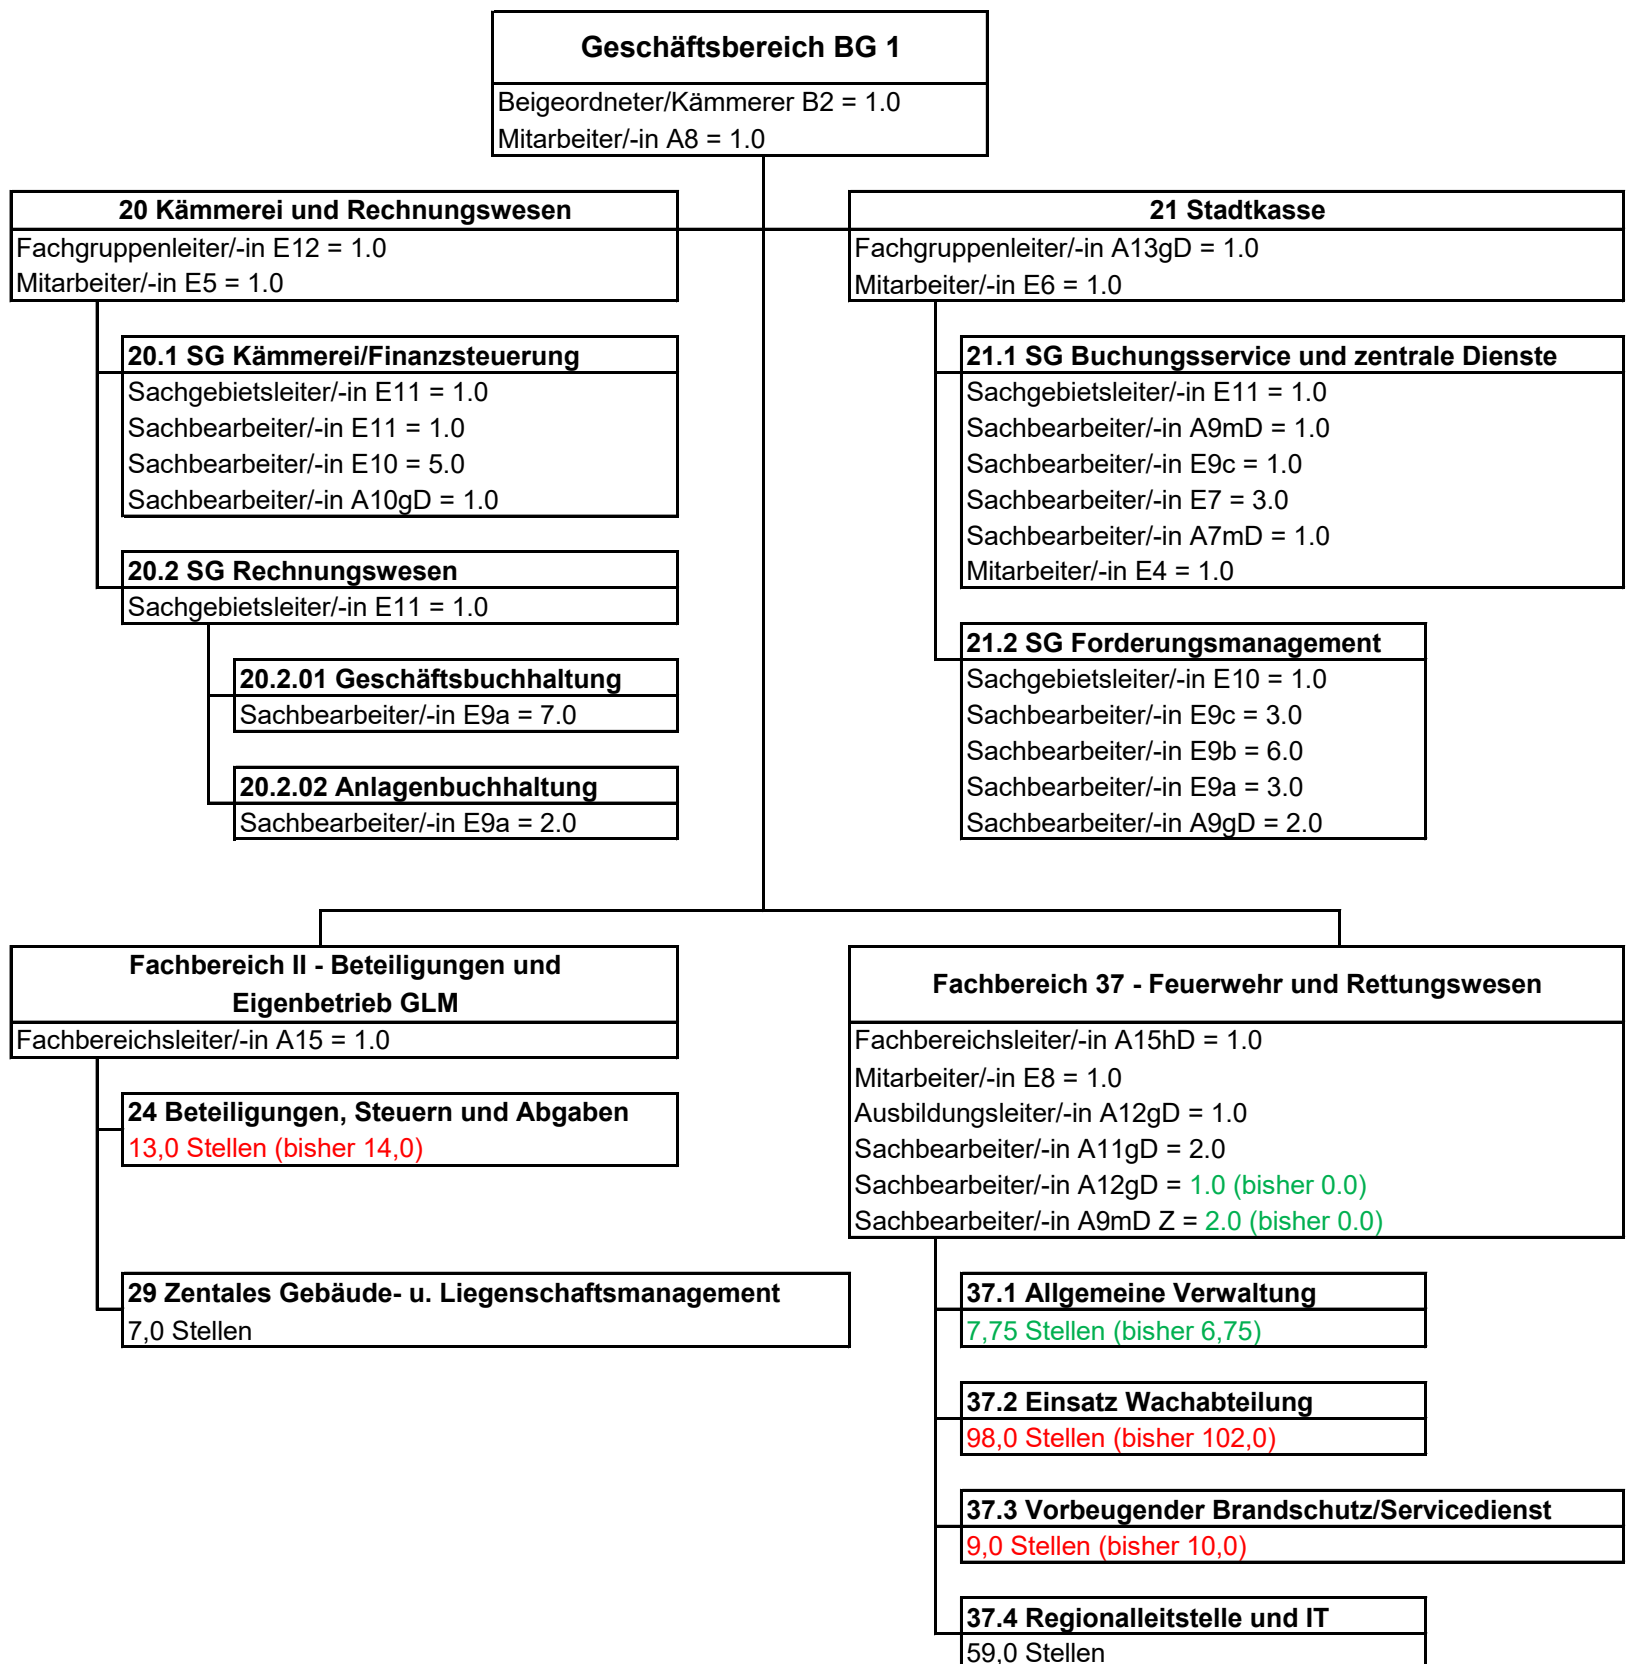 Geschäftsbereich BG 1
Beigeordneter/Kämmerer B2 = 1.0
Mitarbeiter/-in A8 = 1.0
20 Kämmerei und Rechnungswesen
Fachgruppenleiter/-in E12 = 1.0
Mitarbeiter/-in E5 = 1.0
20.1 SG Kämmerei/Finanzsteuerung
Sachgebietsleiter/-in E11 = 1.0
Sachbearbeiter/-in E11 = 1.0
Sachbearbeiter/-in E10 = 5.0
Sachbearbeiter/-in A10gD = 1.0
20.2 SG Rechnungswesen
Sachgebietsleiter/-in E11 = 1.0
20.2.01 Geschäftsbuchhaltung
Sachbearbeiter/-in E9a = 7.0
20.2.02 Anlagenbuchhaltung
Sachbearbeiter/-in E9a = 2.0
21 Stadtkasse
Fachgruppenleiter/-in A13gD = 1.0
Mitarbeiter/-in E6 = 1.0
21.1 SG Buchungsservice und zentrale Dienste
Sachgebietsleiter/-in E11 = 1.0
Sachbearbeiter/-in A9mD = 1.0
Sachbearbeiter/-in E9c = 1.0
Sachbearbeiter/-in E7 = 3.0
Sachbearbeiter/-in A7mD = 1.0
Mitarbeiter/-in E4 = 1.0
21.2 SG Forderungsmanagement
Sachgebietsleiter/-in E10 = 1.0
Sachbearbeiter/-in E9c = 3.0
Sachbearbeiter/-in E9b = 6.0
Sachbearbeiter/-in E9a = 3.0
Sachbearbeiter/-in A9gD = 2.0
Fachbereich II - Beteiligungen und
Eigenbetrieb GLM
Fachbereichsleiter/-in A15 = 1.0
24 Beteiligungen, Steuern und Abgaben
13,0 Stellen (bisher 14,0)
29 Zentales Gebäude- u. Liegenschaftsmanagement
7,0 Stellen
Fachbereich 37 - Feuerwehr und Rettungswesen
Fachbereichsleiter/-in A15hD = 1.0
Mitarbeiter/-in E8 = 1.0
Ausbildungsleiter/-in A12gD = 1.0
Sachbearbeiter/-in A11gD = 2.0
Sachbearbeiter/-in A12gD = 1.0 (bisher 0.0)
Sachbearbeiter/-in A9mD Z = 2.0 (bisher 0.0)
37.1 Allgemeine Verwaltung
7,75 Stellen (bisher 6,75)
37.2 Einsatz Wachabteilung
98,0 Stellen (bisher 102,0)
37.3 Vorbeugender Brandschutz/Servicedienst
9,0 Stellen (bisher 10,0)
37.4 Regionalleitstelle und IT
59,0 Stellen